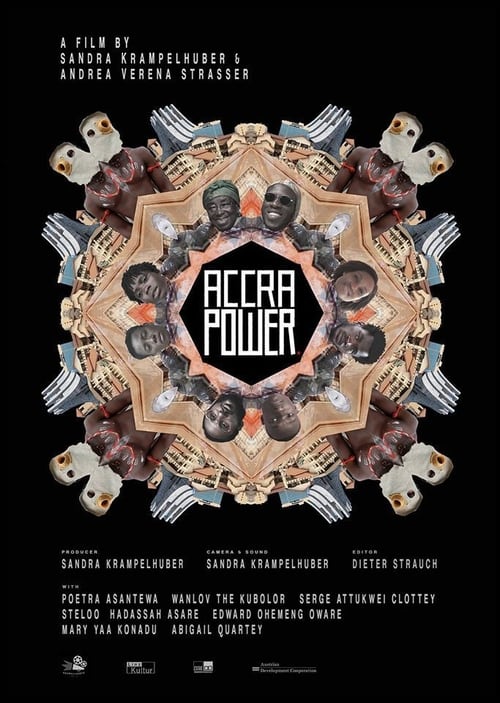 A FILM BY
SANDRA KRAMPELHUBER &
ANDREA VERENA STRASSER
ACCRA
POWER
PRODUCER
SANDRA KRAMPELHUBER
CAMERA & SOUND
SANDRA KRAMPELHUBER
EDITOR
DIETER STRAUCH
WITH
POETRA ASANTEWA WANLOV THE KUBOLOR SERGE ATTUKWEI CLOTTEY
STELOO HADASSAH ASARE EDWARD OHEMENG OWARE
MARY YAA KONADU ABIGAIL QUARTEY
LINZ
Kultur
Austrian
Development Cooperation